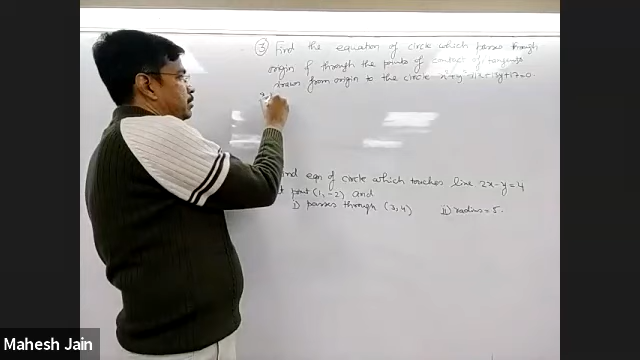 ③ Find the equation of circle which passes through
origin & through the points of contact of tangents
drawn from origin to the circle x²+y²
find eqn of circle which touches line 2x-y=4
point (1,-2) and
i) passes through (3,4) ii) radius=5.
Mahesh Jain